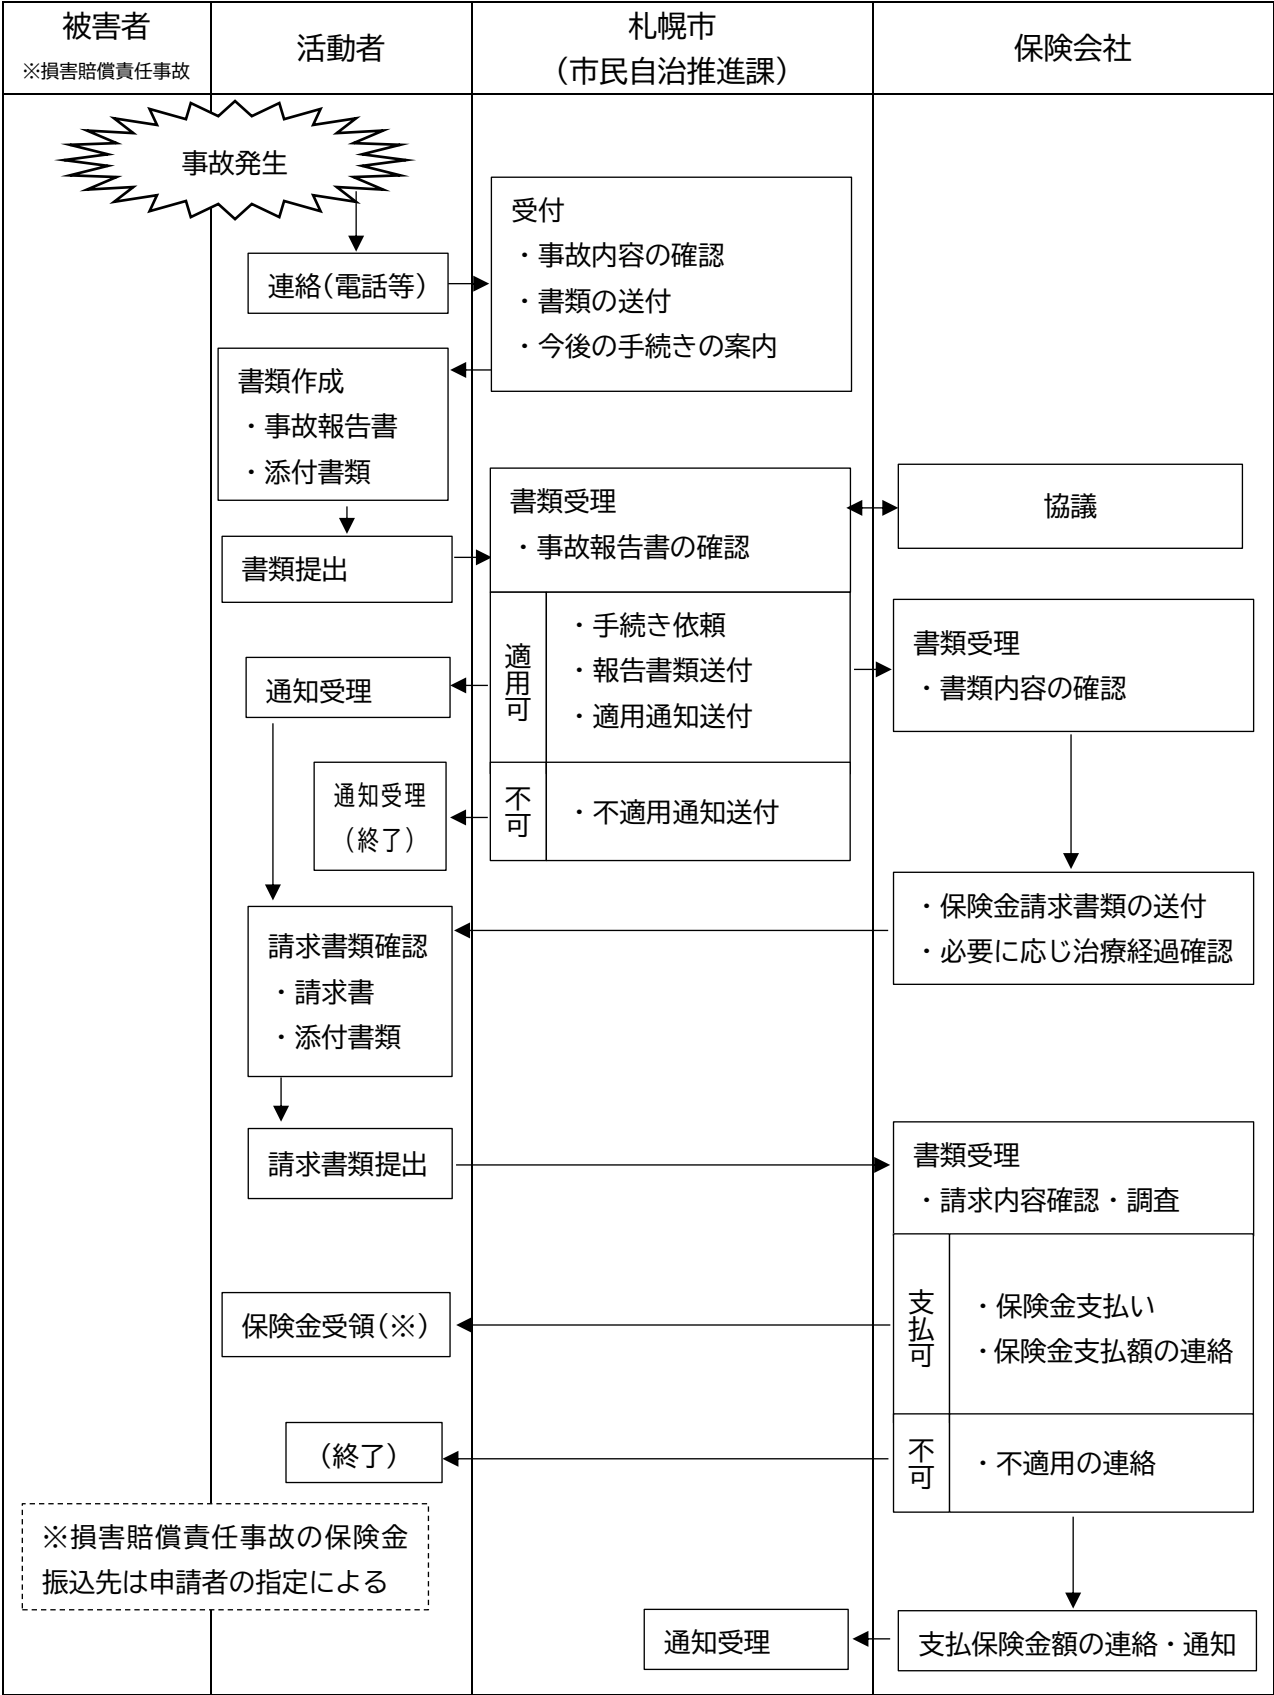 被害者
※損害賠償責任事故
活動者
札幌市
（市民自治推進課）
保険会社
事故発生
連絡（電話等）
受付
・事故内容の確認
・書類の送付
・今後の手続きの案内
書類作成
・事故報告書
・添付書類
書類提出
書類受理
・事故報告書の確認
協議
適用可
・手続き依頼
・報告書類送付
・適用通知送付
書類受理
・書類内容の確認
通知受理
不可
・不適用通知送付
通知受理
（終了）
・保険金請求書類の送付
・必要に応じ治療経過確認
請求書類確認
・請求書
・添付書類
請求書類提出
書類受理
・請求内容確認・調査
支払可
・保険金支払い
・保険金支払額の連絡
保険金受領（※）
不可
・不適用の連絡
（終了）
※損害賠償責任事故の保険金
振込先は申請者の指定による
支払保険金額の連絡・通知
通知受理